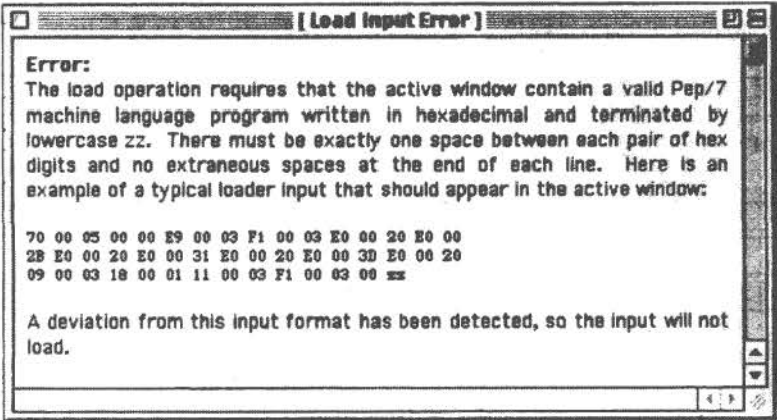 [ Load Input Error ]
Error:
The load operation requires that the active window contain a valid Pep/7
machine language program written in hexadecimal and terminated by
lowercase zz. There must be exactly one space between each pair of hex
digits and no extraneous spaces at the end of each line. Here is an
example of a typical loader input that should appear in the active window:
70 00 05 00 00 E9 00 03 F1 00 03 E0 00 20 E0 00
2B E0 00 20 E0 00 31 E0 00 20 E0 00 3D E0 00 20
09 00 03 18 00 01 11 00 03 F1 00 03 00 zz
A deviation from this input format has been detected, so the input will not
load.